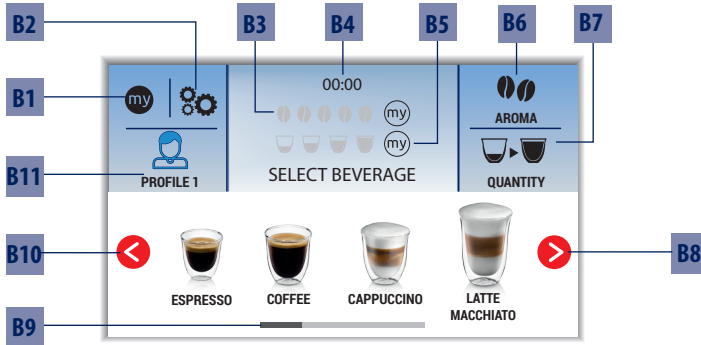 B2
B3
B4
B5
B6
B7
B1
my
00:00
my
AROMA
my
B11
PROFILE 1
SELECT BEVERAGE
QUANTITY
B10
B8
ESPRESSO
COFFEE
CAPPUCCINO
LATTE
MACCHIATO
B9